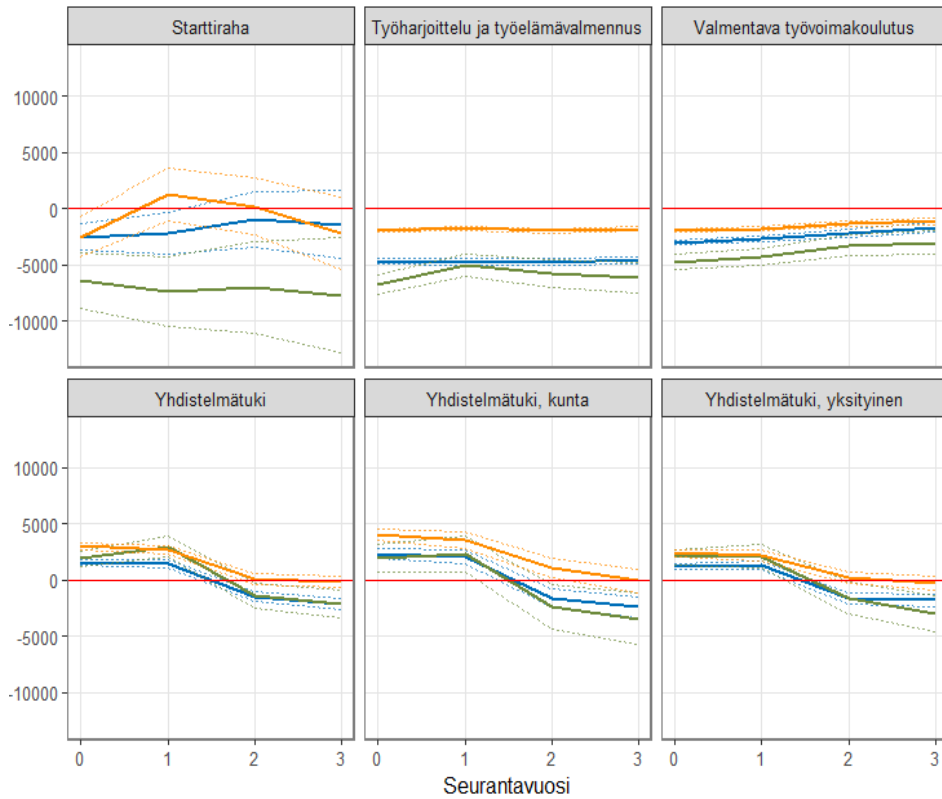 Starttiraha
Työharjoittelu ja työelämävalmennus
Valmentava työvoimakoulutus
10000
5000
0
-5000
-10000
Yhdistelmätuki
Yhdistelmätuki, kunta
Yhdistelmätuki, yksityinen
10000
5000
0
-5000
-10000
0 1 2 3
0 1 2 3
0 1 2 3
Seurantavuosi